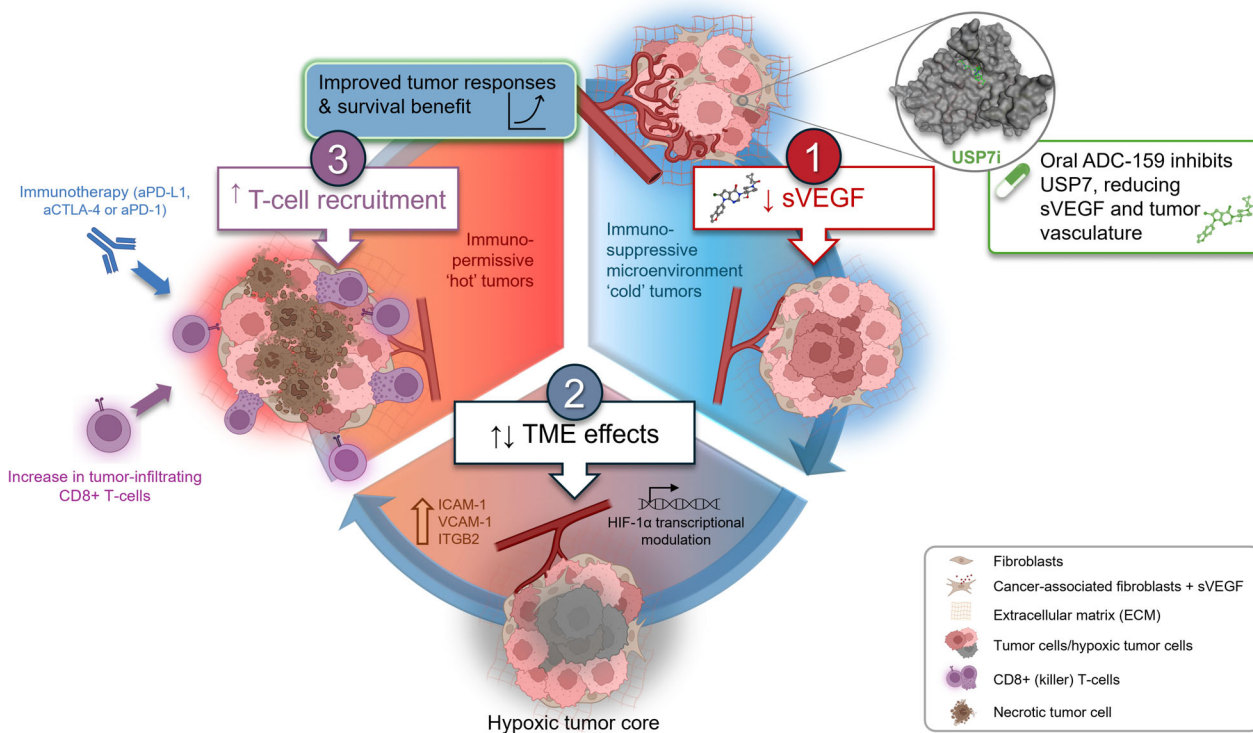 Improved tumor responses
& survival benefit
USP7i
1
↓ sVEGF
Oral ADC-159 inhibits
USP7, reducing
sVEGF and tumor
vasculature
Immuno-
suppressive
microenvironment
‘cold’ tumors
2
↑↓ TME effects
ICAM-1
VCAM-1
ITGB2
HIF-1α transcriptional
modulation
Hypoxic tumor core
3
↑ T-cell recruitment
Immuno-
permissive
‘hot’ tumors
Immunotherapy (aPD-L1,
aCTLA-4 or aPD-1)
Increase in tumor-infiltrating
CD8+ T-cells
Fibroblasts
Cancer-associated fibroblasts + sVEGF
Extracellular matrix (ECM)
Tumor cells/hypoxic tumor cells
CD8+ (killer) T-cells
Necrotic tumor cell